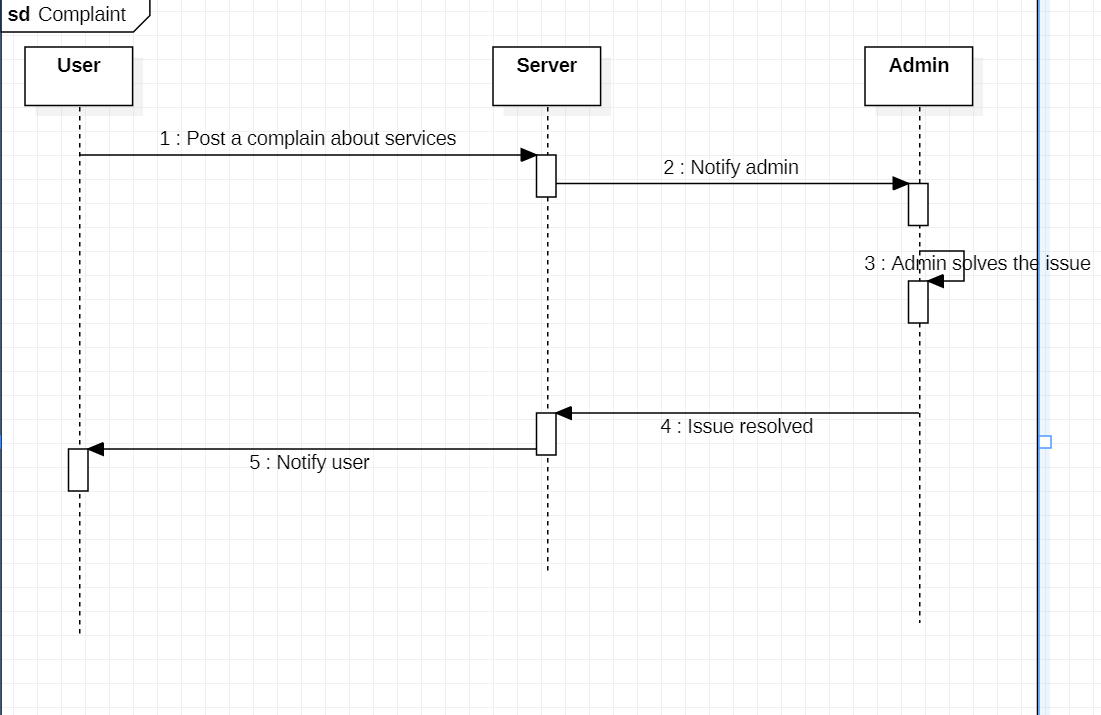 sd Complaint
User
Server
Admin
1 : Post a complain about services
2 : Notify admin
3 : Admin solves the issue
4 : Issue resolved
5 : Notify user